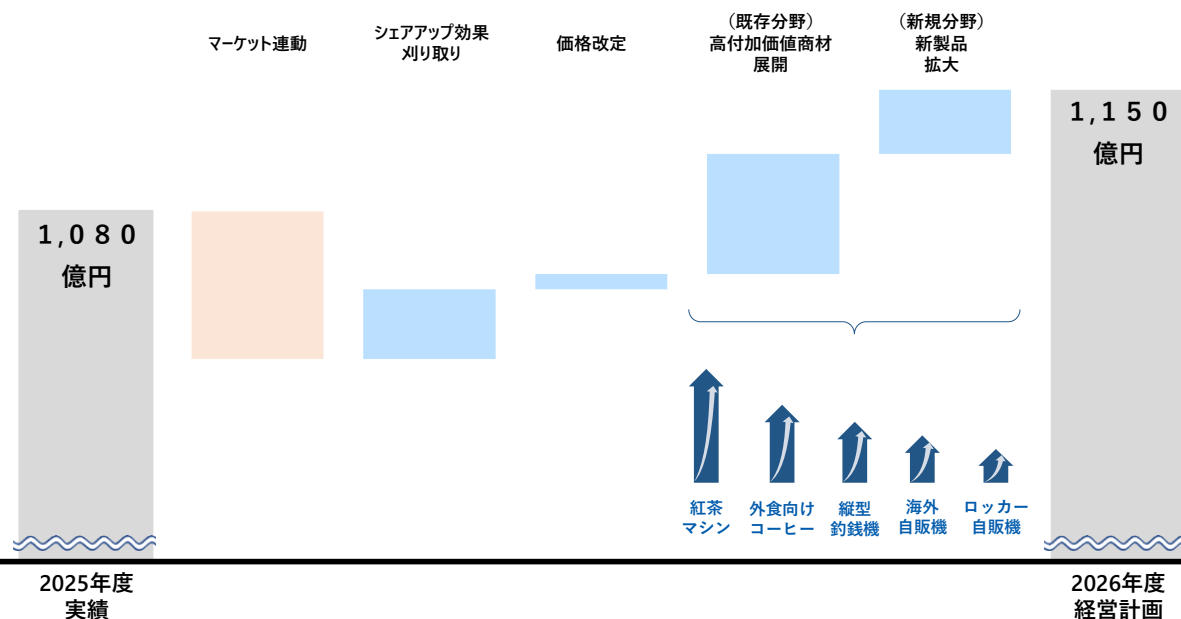 マーケット連動
シェアアップ効果
刈り取り
価格改定
（既存分野）
高付加価値商材
展開
（新規分野）
新製品
拡大
1,080
億円
1,150
億円
紅茶
マシン
外食向け
コーヒー
縦型
釣銭機
海外
自販機
ロッカー
自販機
2025年度
実績
2026年度
経営計画